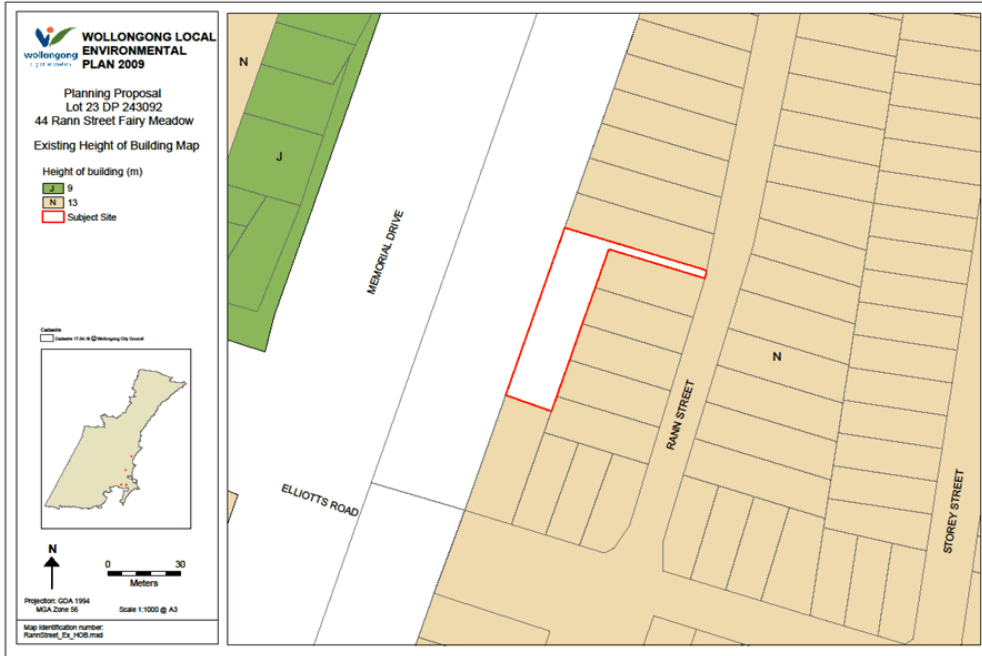 wollongong
WOLLONGONG LOCAL
ENVIRONMENTAL
PLAN 2009
Planning Proposal
Lot 23 DP 243092
44 Rann Street Fairy Meadow
Existing Height of Building Map
Height of building (m)
J 9
N 13
Subject Site
Cadastre
N
0 30
Meters
Projection: GDA 1994
MGA Zone 56
Scale 1:1000 @ A3
Map Identification number:
RannStreet_Ex_HOB.mxd
N
J
MEMORIAL DRIVE
N
RANN STREET
ELLIOTTS ROAD
STOREY STREET